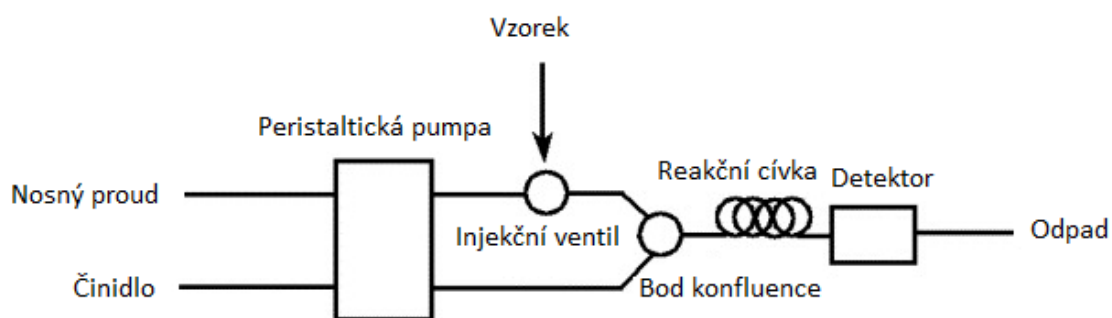 Vzorek
Peristaltická pumpa
Nosný proud
Injekční ventil
Reakční cívka
Detektor
Odpad
Činidlo
Bod konfluence